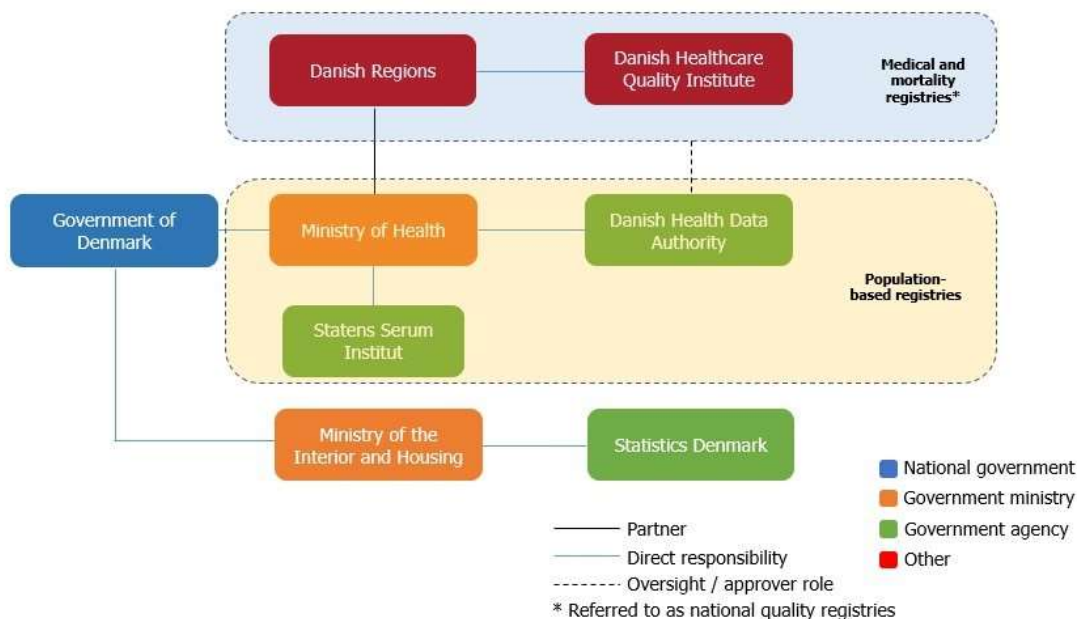 Danish Regions
Danish Healthcare
Quality Institute
Medical and
mortality
registries*
Government of
Denmark
Ministry of Health
Danish Health Data
Authority
Population-
based registries
Statens Serum
Institut
Ministry of the
Interior and Housing
Statistics Denmark
National government
Government ministry
Government agency
Other
Partner
Direct responsibility
Oversight / approver role
* Referred to as national quality registries